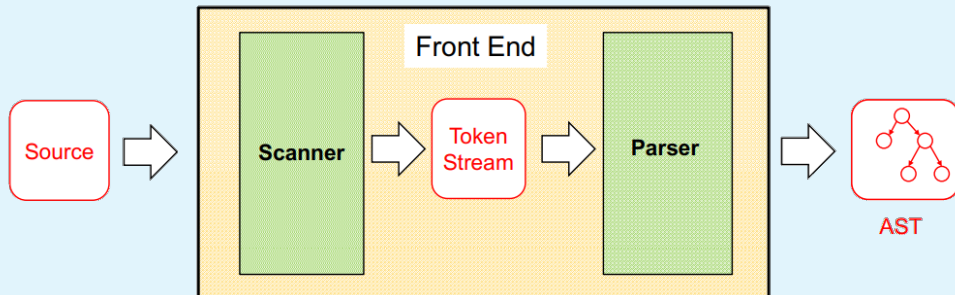 Front End
Source
Scanner
Token
Stream
Parser
AST